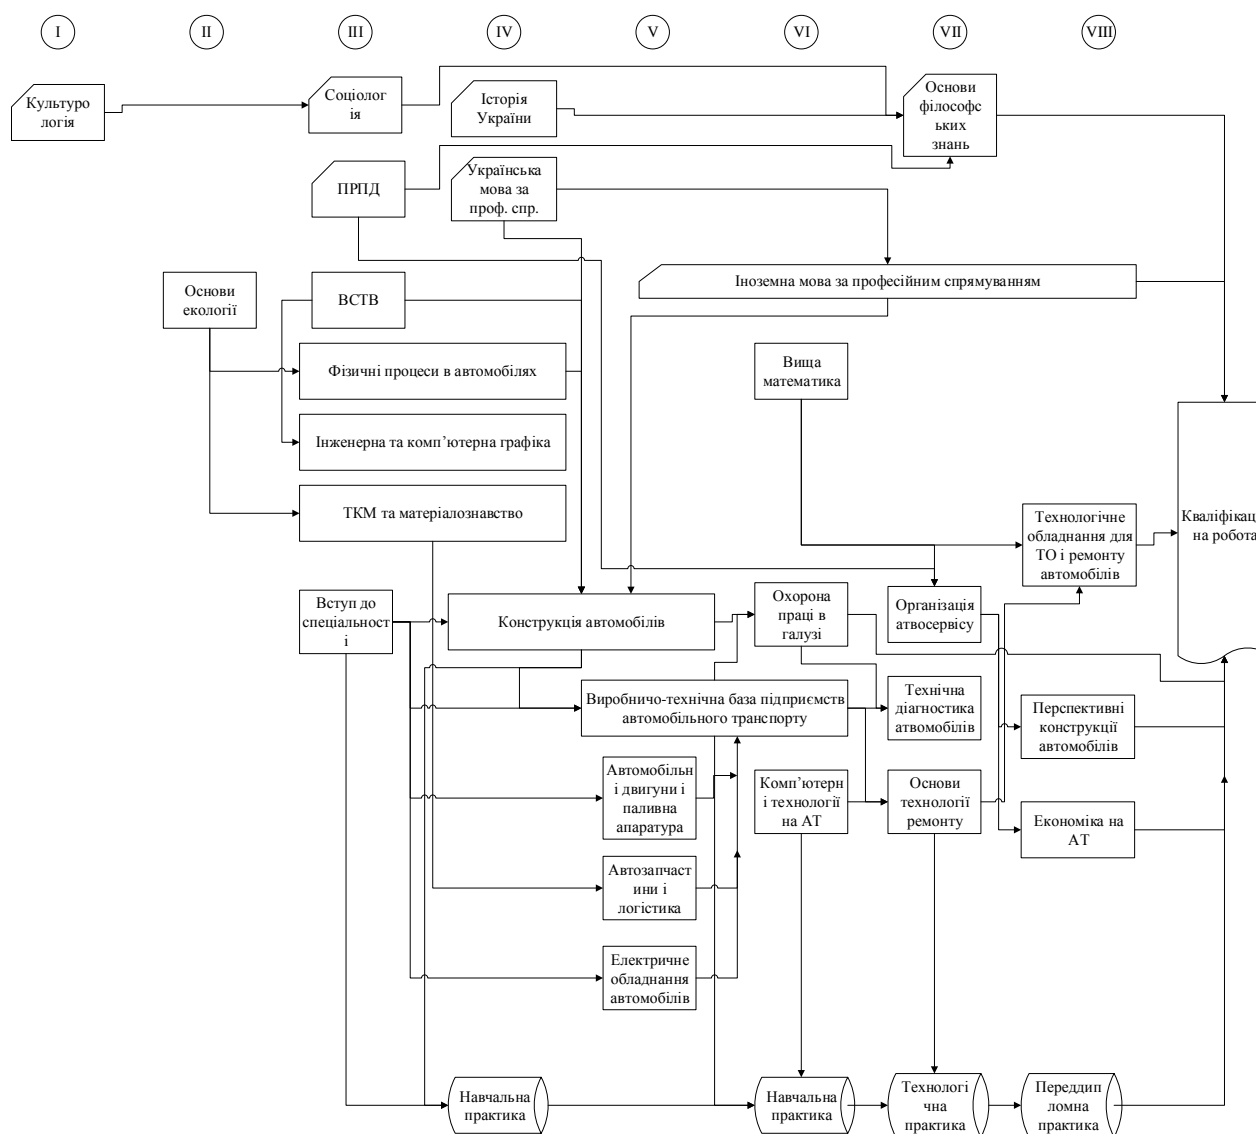 I
II
III
IV
V
VI
VII
VIII
Культуро
логія
Соціолог
ія
Історія
України
Основи
філософс
ьких
знань
ПРПД
Українська
мова за
проф. спр.
Основи
екології
ВСТВ
Іноземна мова за професійним спрямуванням
Фізичні процеси в автомобілях
Вища
математика
Інженерна та комп’ютерна графіка
ТКМ та матеріалознавство
Технологічне
обладнання для
ТО і ремонту
автомобілів
Кваліфікац
на робота
Вступ до
спеціальност
і
Конструкція автомобілів
Охорона
праці в
галузі
Організація
атвосервісу
Виробничо-технічна база підприємств
автомобільного транспорту
Технічна
діагностика
атвомобілів
Перспективні
конструкції
автомобілів
Автомобільн
і двигуни і
паливна
апаратура
Комп’ютерн
і технології
на АТ
Основи
технології
ремонту
Економіка на
АТ
Автозапчаст
ини і
логістика
Електричне
обладнання
автомобілів
Навчальна
практика
Навчальна
практика
Технологі
чна
практика
Переддип
ломна
практика